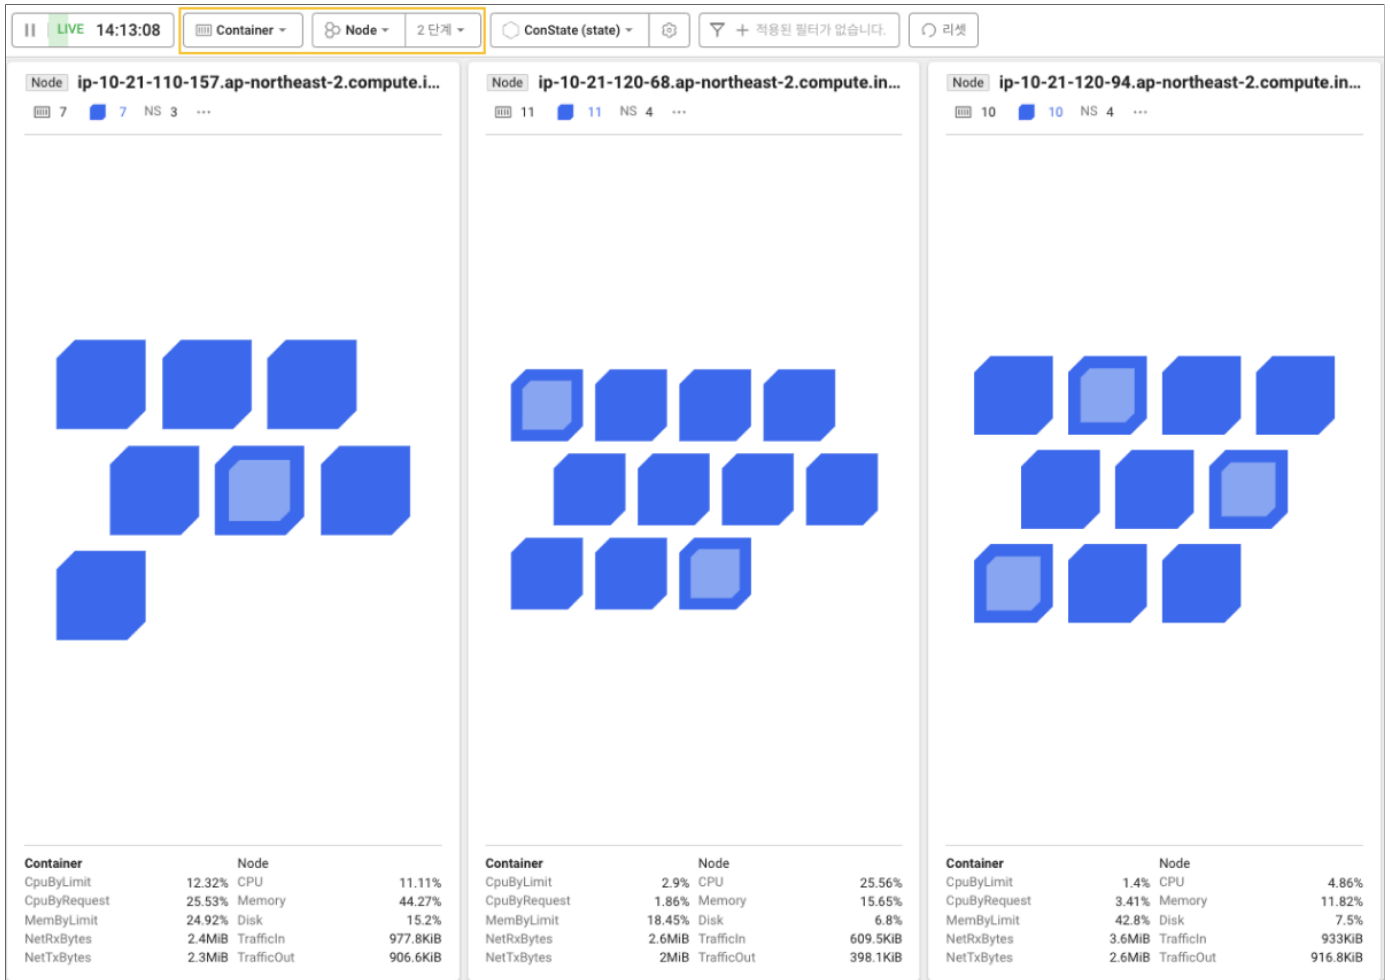 LIVE 14:13:08 Container Node 2 단계 ConState (state) 적용된 필터가 없습니다. 리셋
Node ip-10-21-110-157.ap-northeast-2.compute.i...
7 7 NS 3 ...
Container Node
CpuByLimit 12.32% CPU 11.11%
CpuByRequest 25.53% Memory 44.27%
MemByLimit 24.92% Disk 15.2%
NetRxBytes 2.4MiB TrafficIn 977.8KiB
NetTxBytes 2.3MiB TrafficOut 906.6KiB
Node ip-10-21-120-68.ap-northeast-2.compute.in...
11 11 NS 4 ...
Container Node
CpuByLimit 2.9% CPU 25.56%
CpuByRequest 1.86% Memory 15.65%
MemByLimit 18.45% Disk 6.8%
NetRxBytes 2.6MiB TrafficIn 609.5KiB
NetTxBytes 2MiB TrafficOut 398.1KiB
Node ip-10-21-120-94.ap-northeast-2.compute.in...
10 10 NS 4 ...
Container Node
CpuByLimit 1.4% CPU 4.86%
CpuByRequest 3.41% Memory 11.82%
MemByLimit 42.8% Disk 7.5%
NetRxBytes 3.6MiB TrafficIn 933KiB
NetTxBytes 2.6MiB TrafficOut 916.8KiB